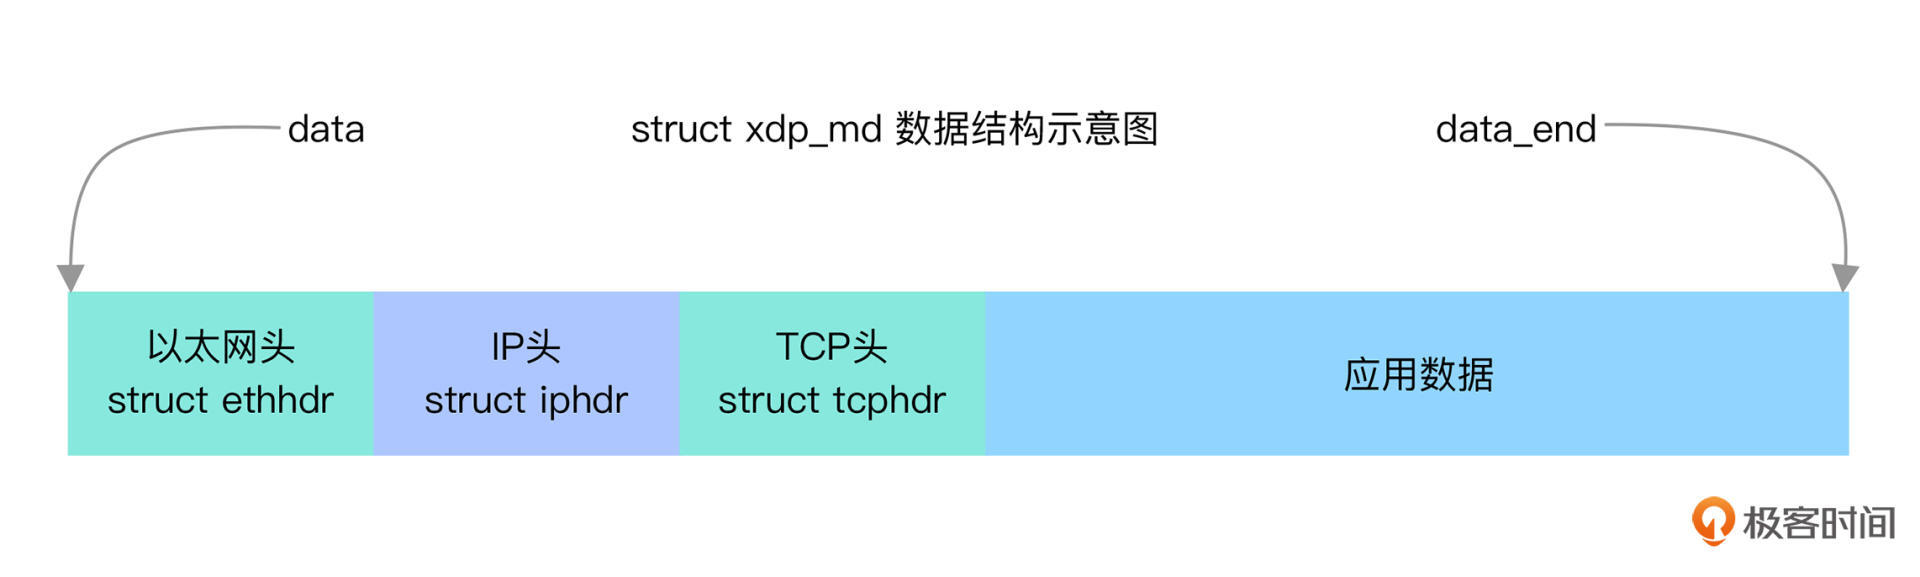 data
struct xdp_md 数据结构示意图
data_end
以太网头
struct ethhdr
IP头
struct iphdr
TCP头
struct tcphdr
应用数据
极客时间